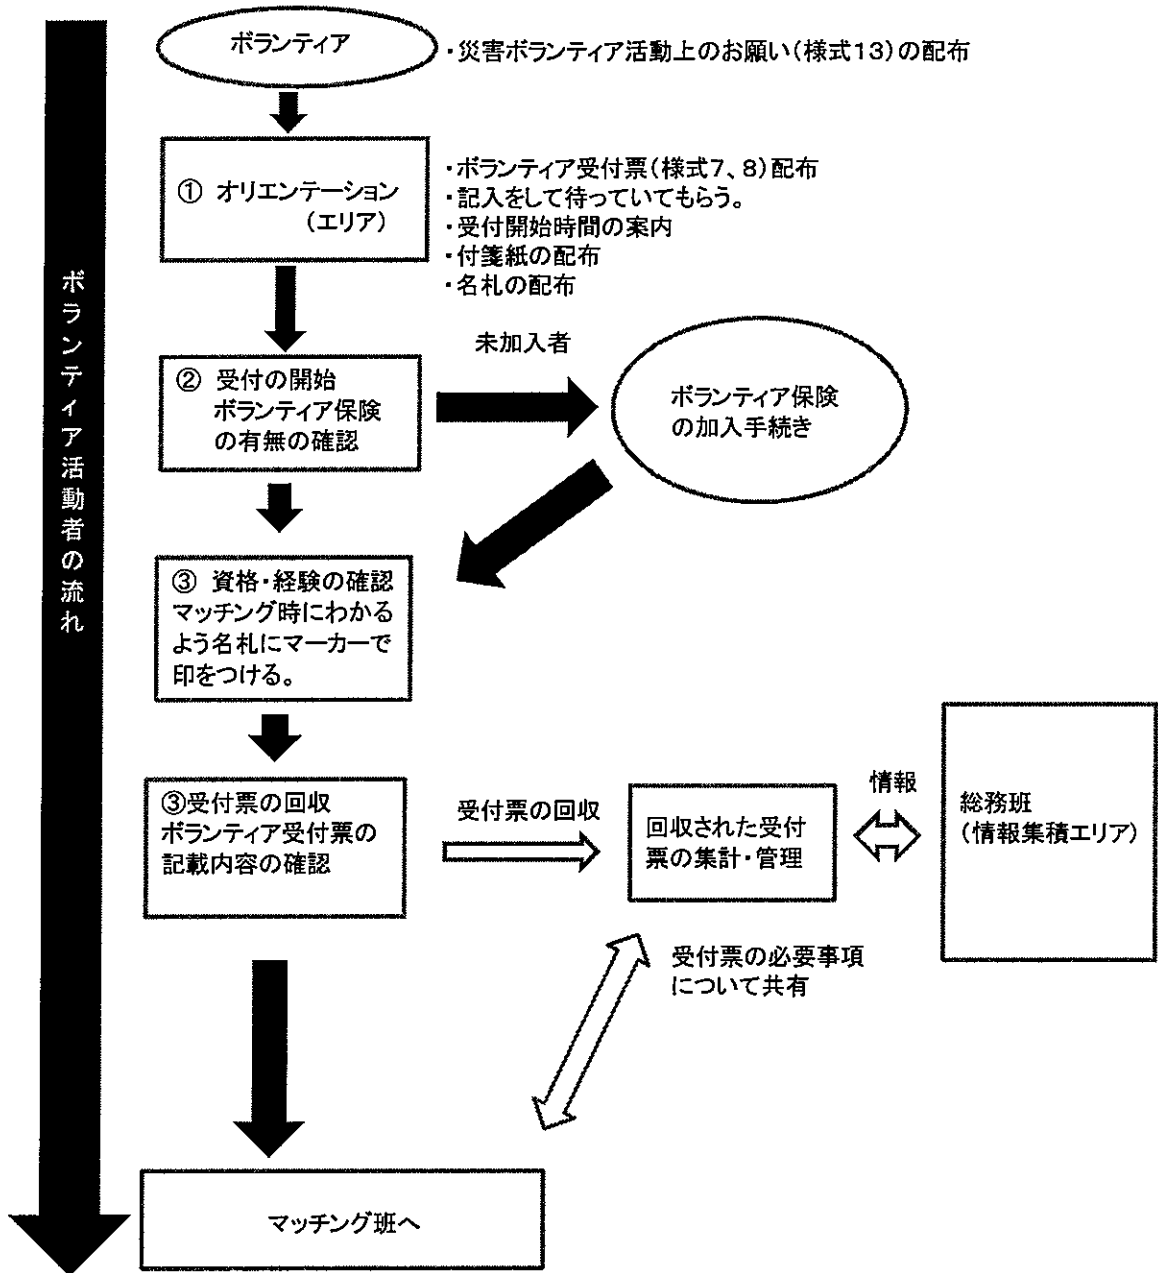 ボランティア活動者の流れ
ボランティア
・災害ボランティア活動上のお願い(様式13)の配布
① オリエンテーション
(エリア)
・ボランティア受付票(様式7、8)配布
・記入をして待っていてもらう。
・受付開始時間の案内
・付箋紙の配布
・名札の配布
② 受付の開始
ボランティア保険
の有無の確認
未加入者
ボランティア保険
の加入手続き
③ 資格・経験の確認
マッチング時にわかる
よう名札にマーカーで
印をつける。
③受付票の回収
ボランティア受付票の
記載内容の確認
受付票の回収
回収された受付
票の集計・管理
情報
総務班
(情報集積エリア)
受付票の必要事項
について共有
マッチング班へ